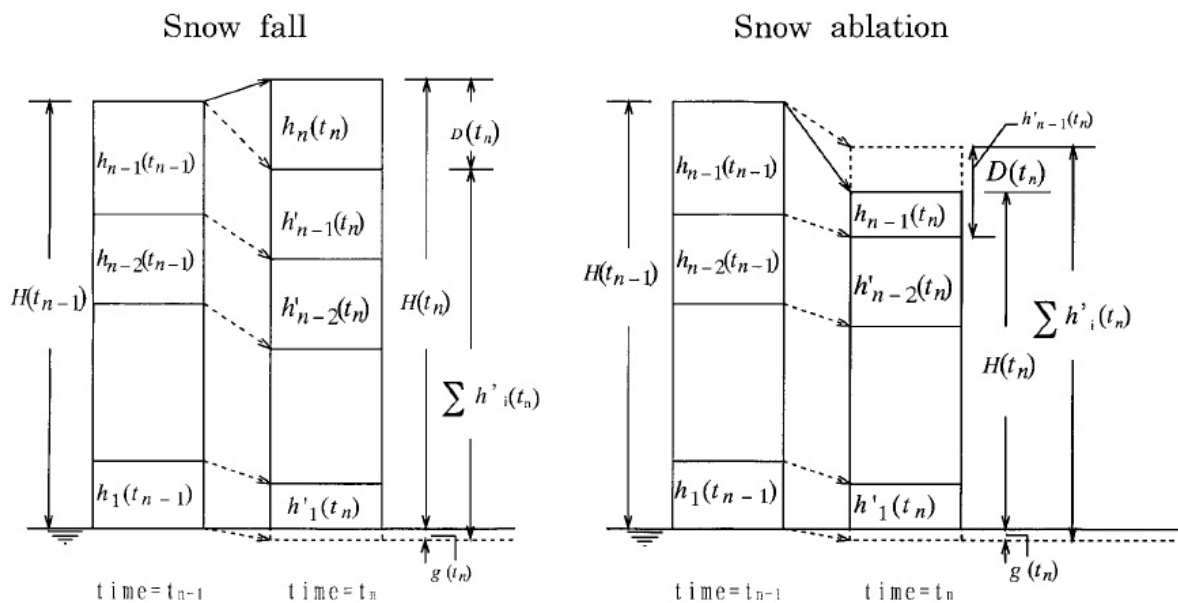 Snow fall
h_{n-1}(t_{n-1})
h_{n-2}(t_{n-1})
H(t_{n-1})
h_1(t_{n-1})
h_n(t_n)
h'_{n-1}(t_n)
h'_{n-2}(t_n)
h'_1(t_n)
D(t_n)
H(t_n)
∑ h'_i(t_n)
g(t_n)
time=t_{n-1}
time=t_n
Snow ablation
h_{n-1}(t_{n-1})
h_{n-2}(t_{n-1})
H(t_{n-1})
h_1(t_{n-1})
h'_{n-1}(t_n)
D(t_n)
h_{n-1}(t_n)
h'_{n-2}(t_n)
∑ h'_i(t_n)
H(t_n)
h'_1(t_n)
g(t_n)
time=t_{n-1}
time=t_n